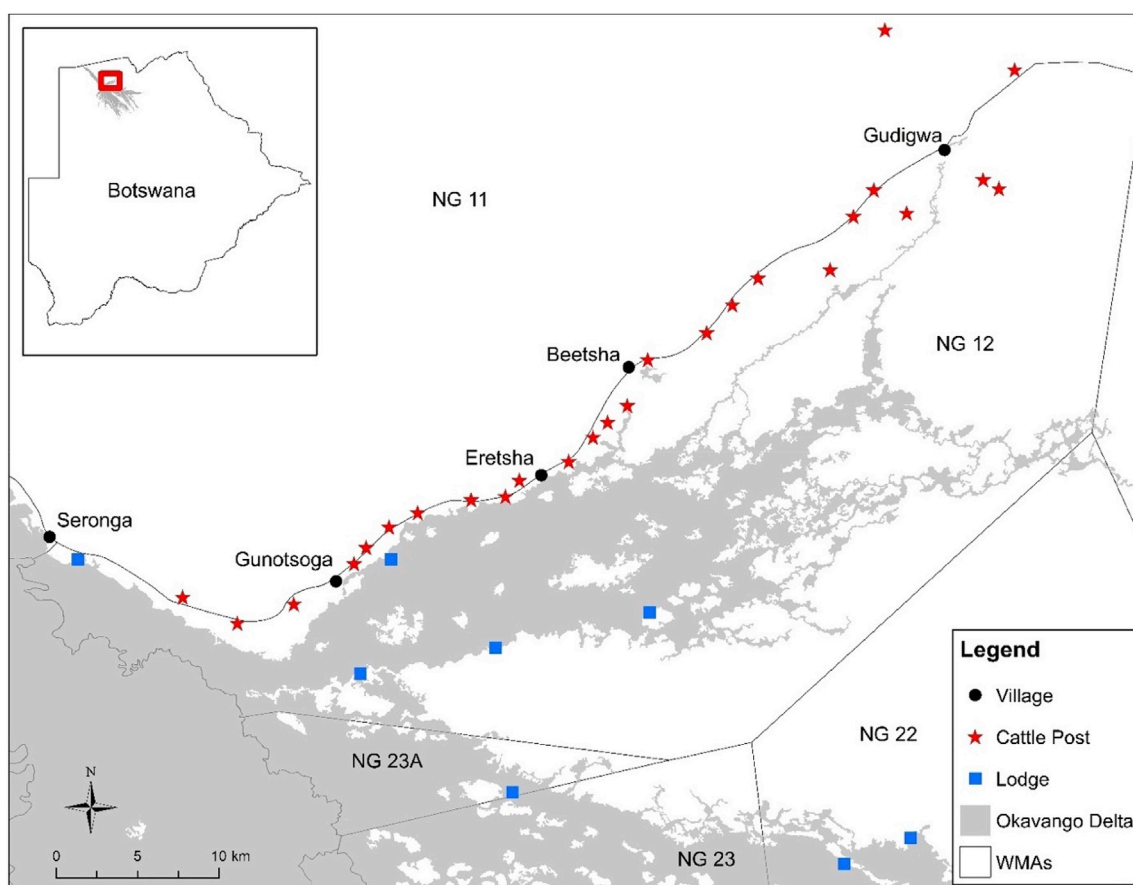 Botswana
NG 11
Gudigwa
Beetsha
NG 12
Eretsha
Seronga
Gunotsoga
NG 22
NG 23A
NG 23
N
0 5 10 km
Legend
Village
Cattle Post
Lodge
Okavango Delta
WMAs